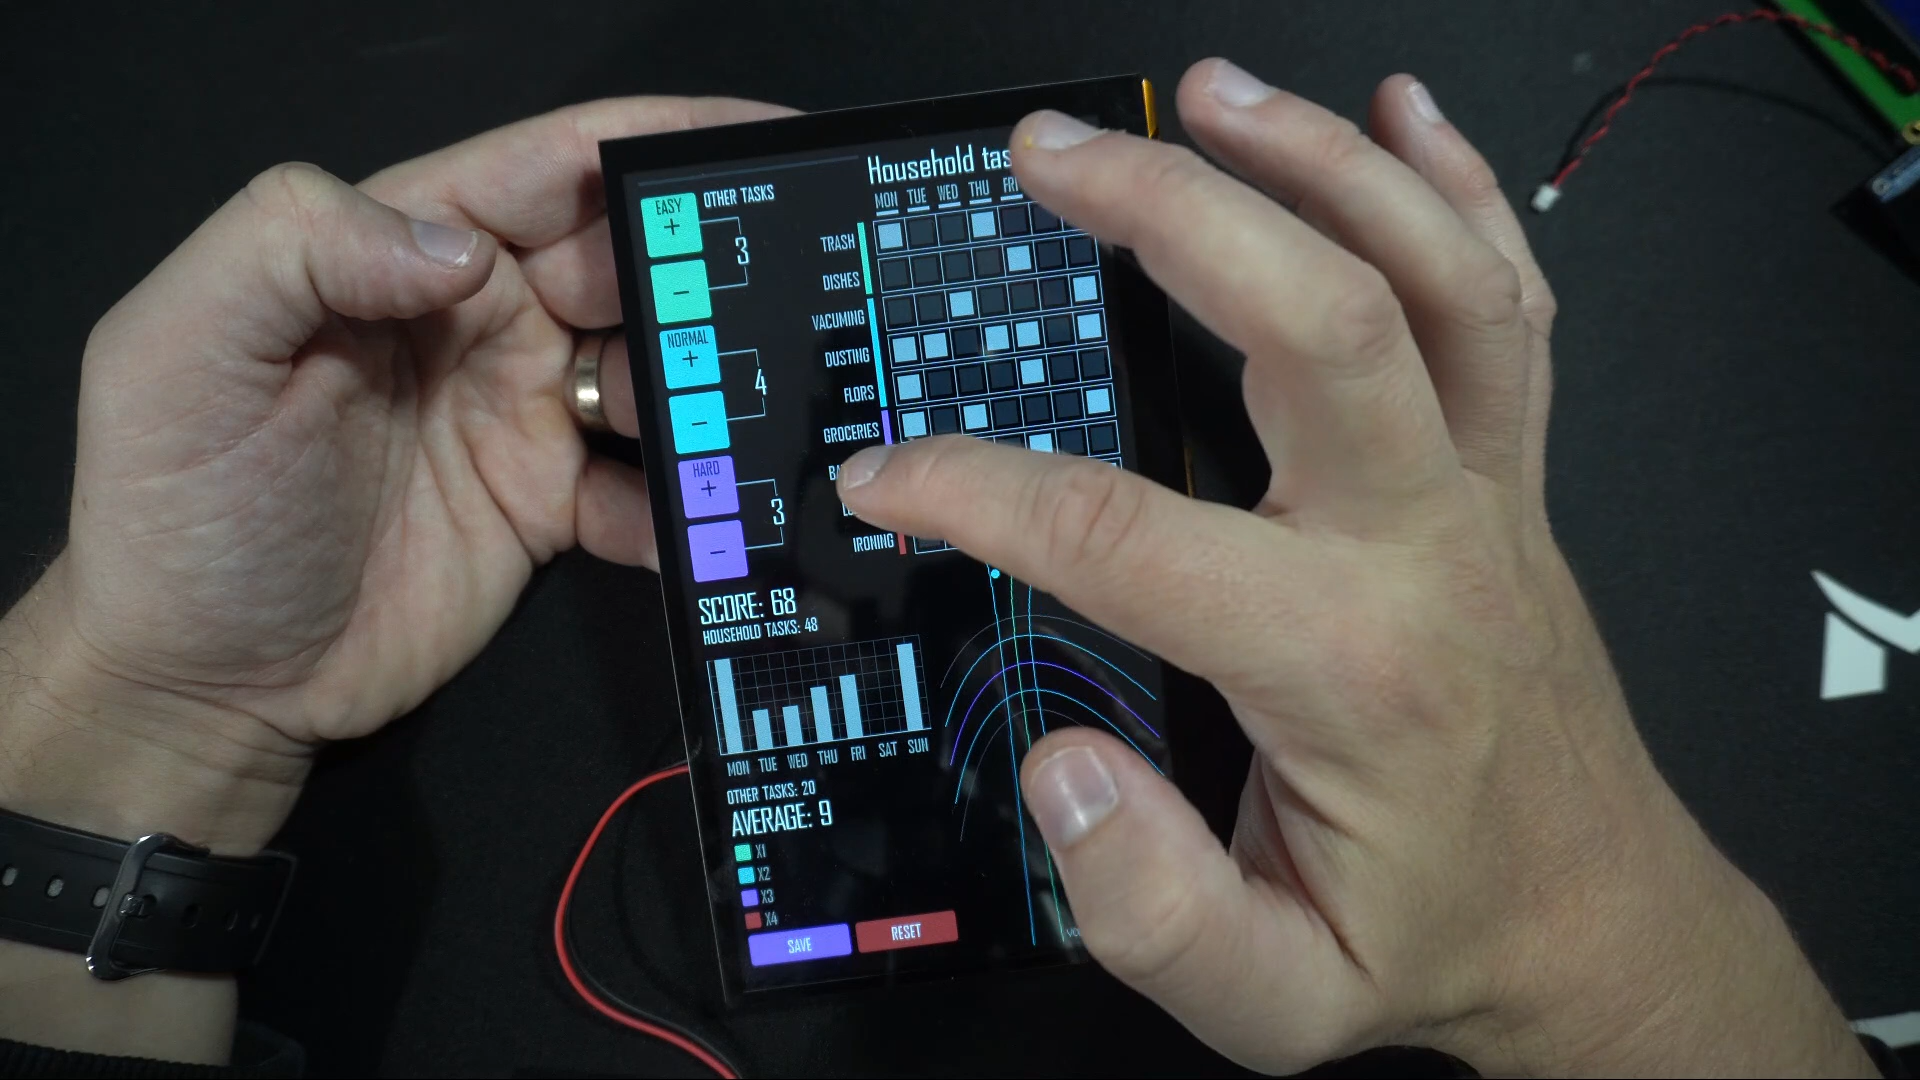 Household
MON TUE WED THU FRI
OTHER TASKS
EASY
+
3
−
NORMAL
+
4
−
HARD
+
3
−
TRASH
DISHES
VACUMING
DUSTING
FLORS
GROCERIES
IRONING
SCORE: 68
HOUSEHOLD TASKS: 48
MON TUE WED THU FRI SAT SUN
OTHER TASKS: 20
AVERAGE: 9
X1
X2
X3
X4
SAVE
RESET